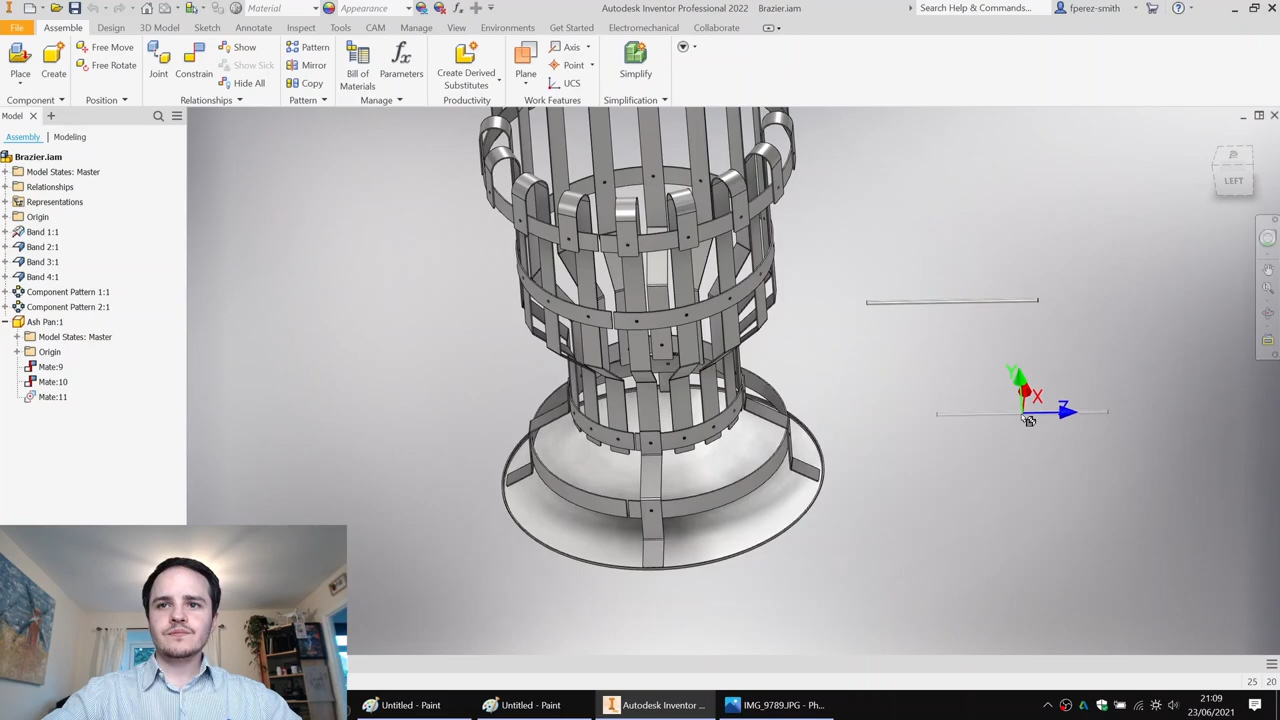 Material
Appearance
Autodesk Inventor Professional 2022 Brazier.iam
Search Help & Commands...
fperez-smith
File Assemble Design 3D Model Sketch Annotate Inspect Tools CAM Manage View Environments Get Started Electromechanical Collaborate
Place
Create
Free Move
Free Rotate
Joint
Constrain
Show
Show Sick
Hide All
Pattern
Mirror
Copy
Bill of Materials
Parameters
Create Derived Substitutes
Plane
Axis
Point
UCS
Simplify
Component
Position
Relationships
Pattern
Manage
Productivity
Work Features
Simplification
Model
Assembly Modeling
Brazier.iam
Model States: Master
Relationships
Representations
Origin
Band 1:1
Band 2:1
Band 3:1
Band 4:1
Component Pattern 1:1
Component Pattern 2:1
Ash Pan:1
Model States: Master
Origin
Mate:9
Mate:10
Mate:11
LEFT
Y
X
Z
25 20
Untitled - Paint
Untitled - Paint
Autodesk Inventor ...
IMG_9789.JPG - Ph...
21:09
23/06/2021